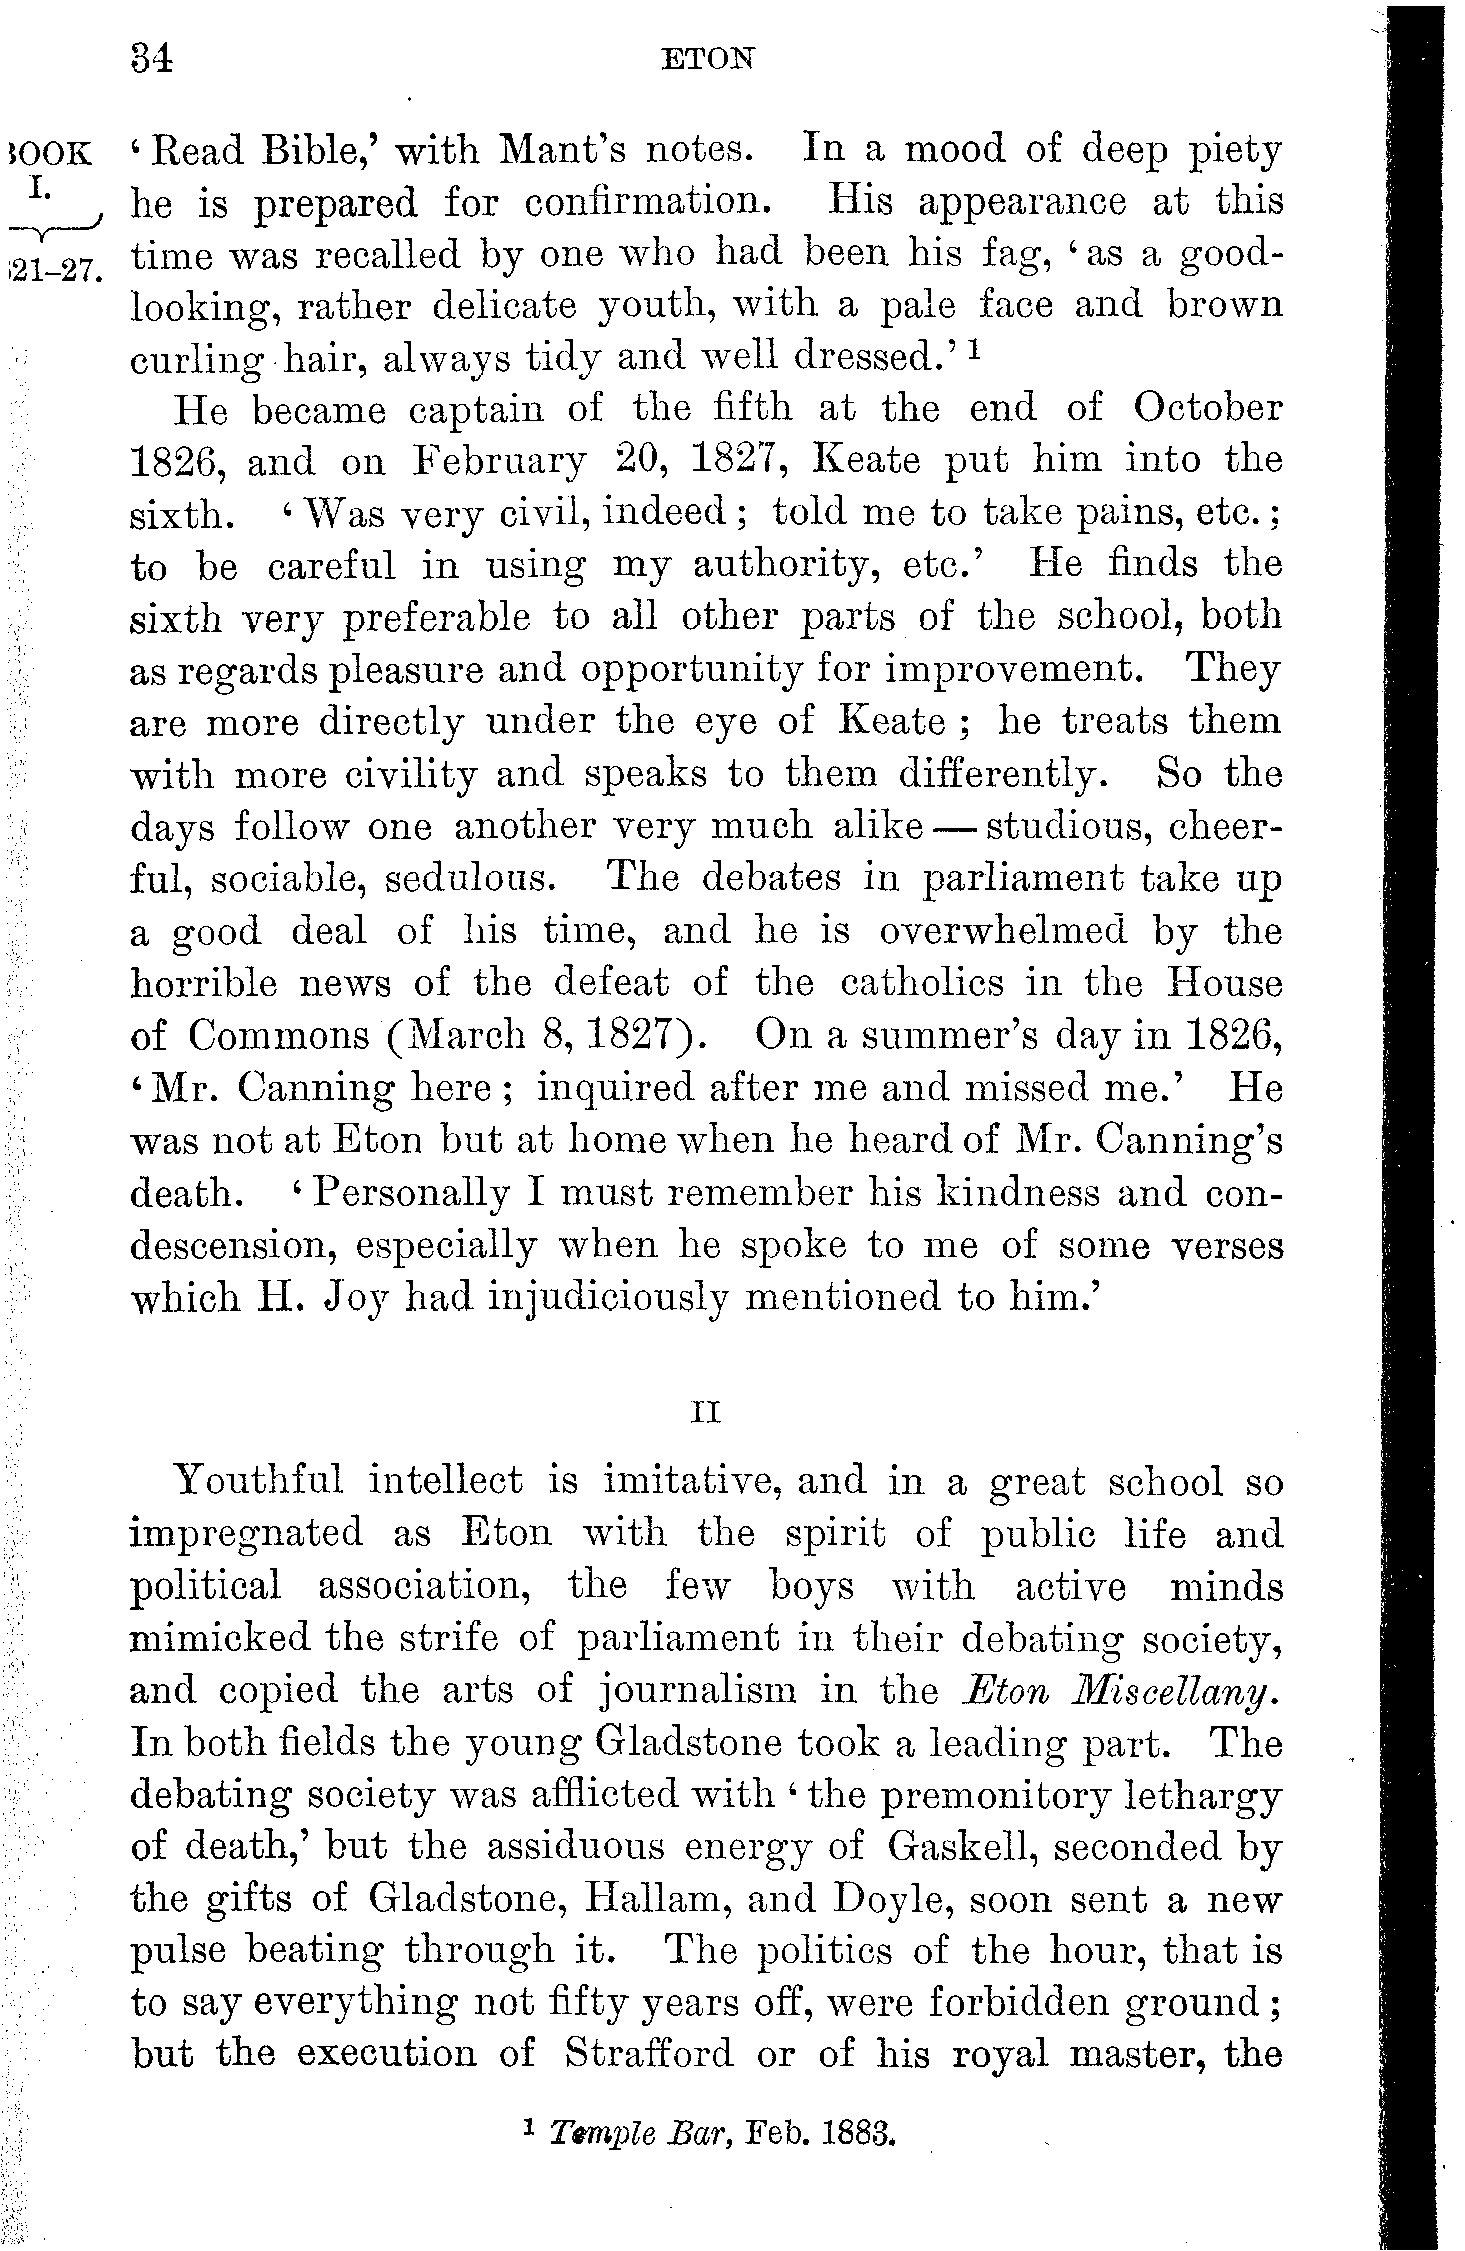 34 ETON
BOOK
I.
1821-27.
‘Read Bible,’ with Mant’s notes. In a mood of deep piety
he is prepared for confirmation. His appearance at this
time was recalled by one who had been his fag, ‘as a good-
looking, rather delicate youth, with a pale face and brown
curling hair, always tidy and well dressed.’ 1
He became captain of the fifth at the end of October
1826, and on February 20, 1827, Keate put him into the
sixth. ‘Was very civil, indeed; told me to take pains, etc.;
to be careful in using my authority, etc.’ He finds the
sixth very preferable to all other parts of the school, both
as regards pleasure and opportunity for improvement. They
are more directly under the eye of Keate; he treats them
with more civility and speaks to them differently. So the
days follow one another very much alike — studious, cheer-
ful, sociable, sedulous. The debates in parliament take up
a good deal of his time, and he is overwhelmed by the
horrible news of the defeat of the catholics in the House
of Commons (March 8, 1827). On a summer’s day in 1826,
‘Mr. Canning here; inquired after me and missed me.’ He
was not at Eton but at home when he heard of Mr. Canning’s
death. ‘Personally I must remember his kindness and con-
descension, especially when he spoke to me of some verses
which H. Joy had injudiciously mentioned to him.’
II
Youthful intellect is imitative, and in a great school so
impregnated as Eton with the spirit of public life and
political association, the few boys with active minds
mimicked the strife of parliament in their debating society,
and copied the arts of journalism in the Eton Miscellany.
In both fields the young Gladstone took a leading part. The
debating society was afflicted with ‘the premonitory lethargy
of death,’ but the assiduous energy of Gaskell, seconded by
the gifts of Gladstone, Hallam, and Doyle, soon sent a new
pulse beating through it. The politics of the hour, that is
to say everything not fifty years off, were forbidden ground;
but the execution of Strafford or of his royal master, the
1 Temple Bar, Feb. 1883.